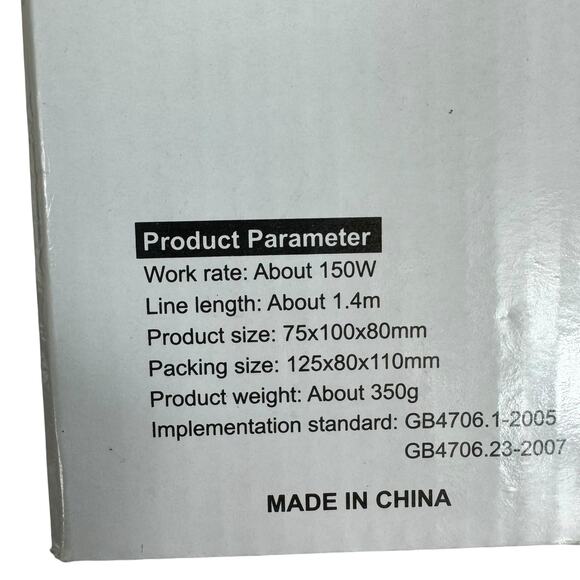 Product Parameter
Work rate: About 150W
Line length: About 1.4m
Product size: 75x100x80mm
Packing size: 125x80x110mm
Product weight: About 350g
Implementation standard: GB4706.1-2005
GB4706.23-2007
MADE IN CHINA